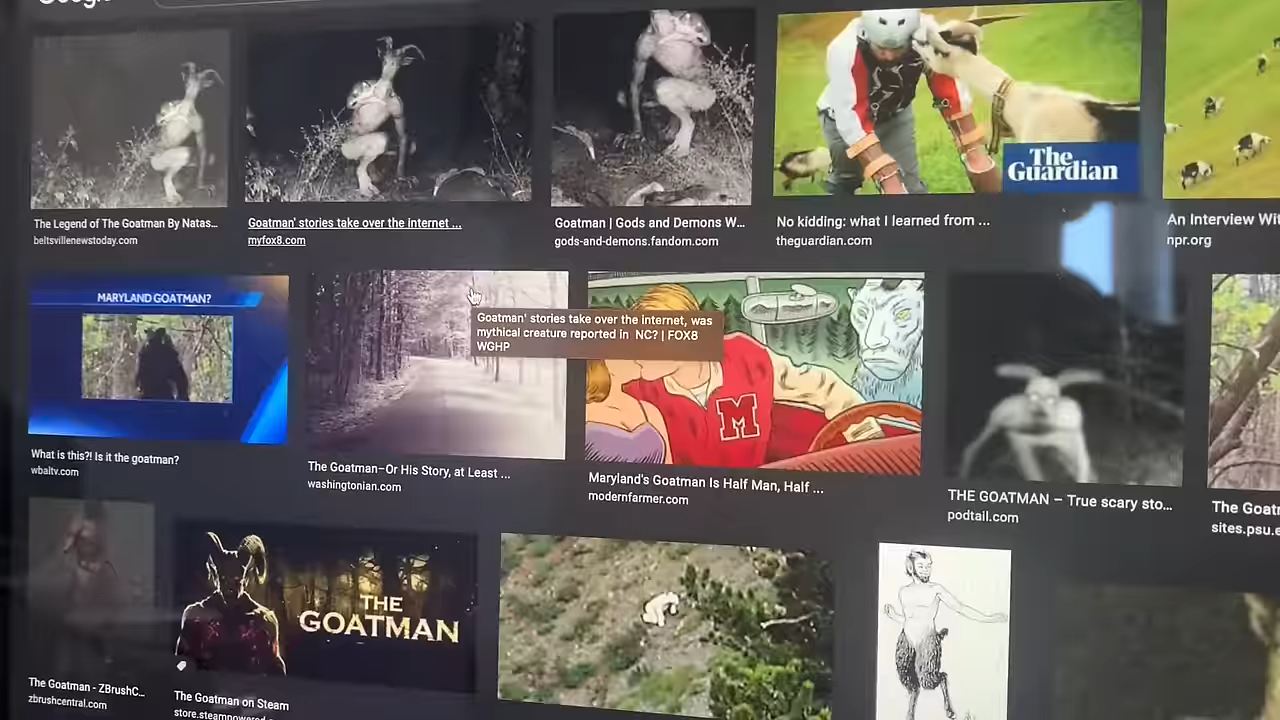 Google
The Legend of The Goatman By Natas...
beltsvillenewstoday.com
Goatman' stories take over the internet ...
myfox8.com
Goatman | Gods and Demons W...
gods-and-demons.fandom.com
The
Guardian
No kidding: what I learned from ...
theguardian.com
An Interview Wit
npr.org
MARYLAND GOATMAN?
What is this?! Is it the goatman?
wbaltv.com
Goatman' stories take over the internet, was
mythical creature reported in NC? | FOX8
WGHP
The Goatman–Or His Story, at Least ...
washingtonian.com
M
Maryland's Goatman Is Half Man, Half ...
modernfarmer.com
THE GOATMAN – True scary sto...
podtail.com
The Goat
sites.psu.e
The Goatman - ZBrushC...
zbrushcentral.com
THE
GOATMAN
The Goatman on Steam
store.steampowered